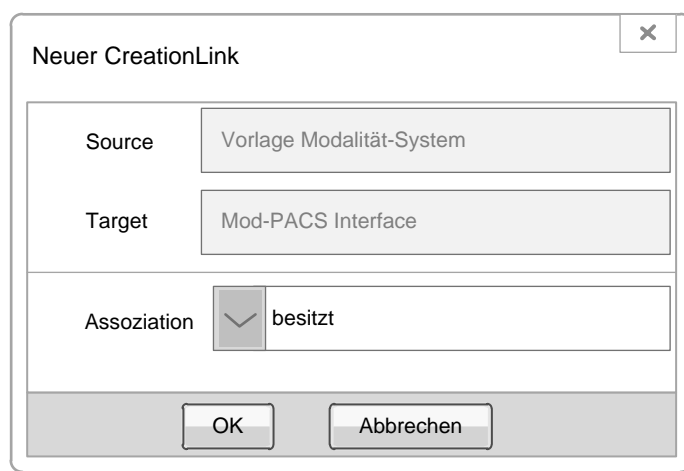 Neuer CreationLink
Source Vorlage Modalität-System
Target Mod-PACS Interface
Assoziation besitzt
OK Abbrechen